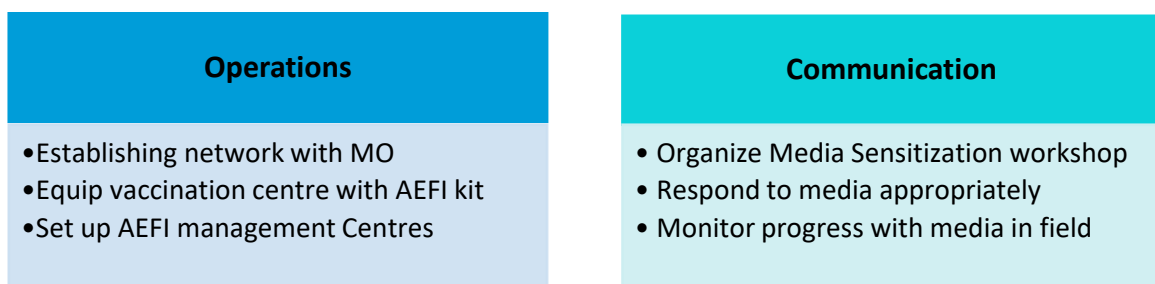 Operations
•Establishing network with MO
•Equip vaccination centre with AEFI kit
•Set up AEFI management Centres
Communication
• Organize Media Sensitization workshop
• Respond to media appropriately
• Monitor progress with media in field